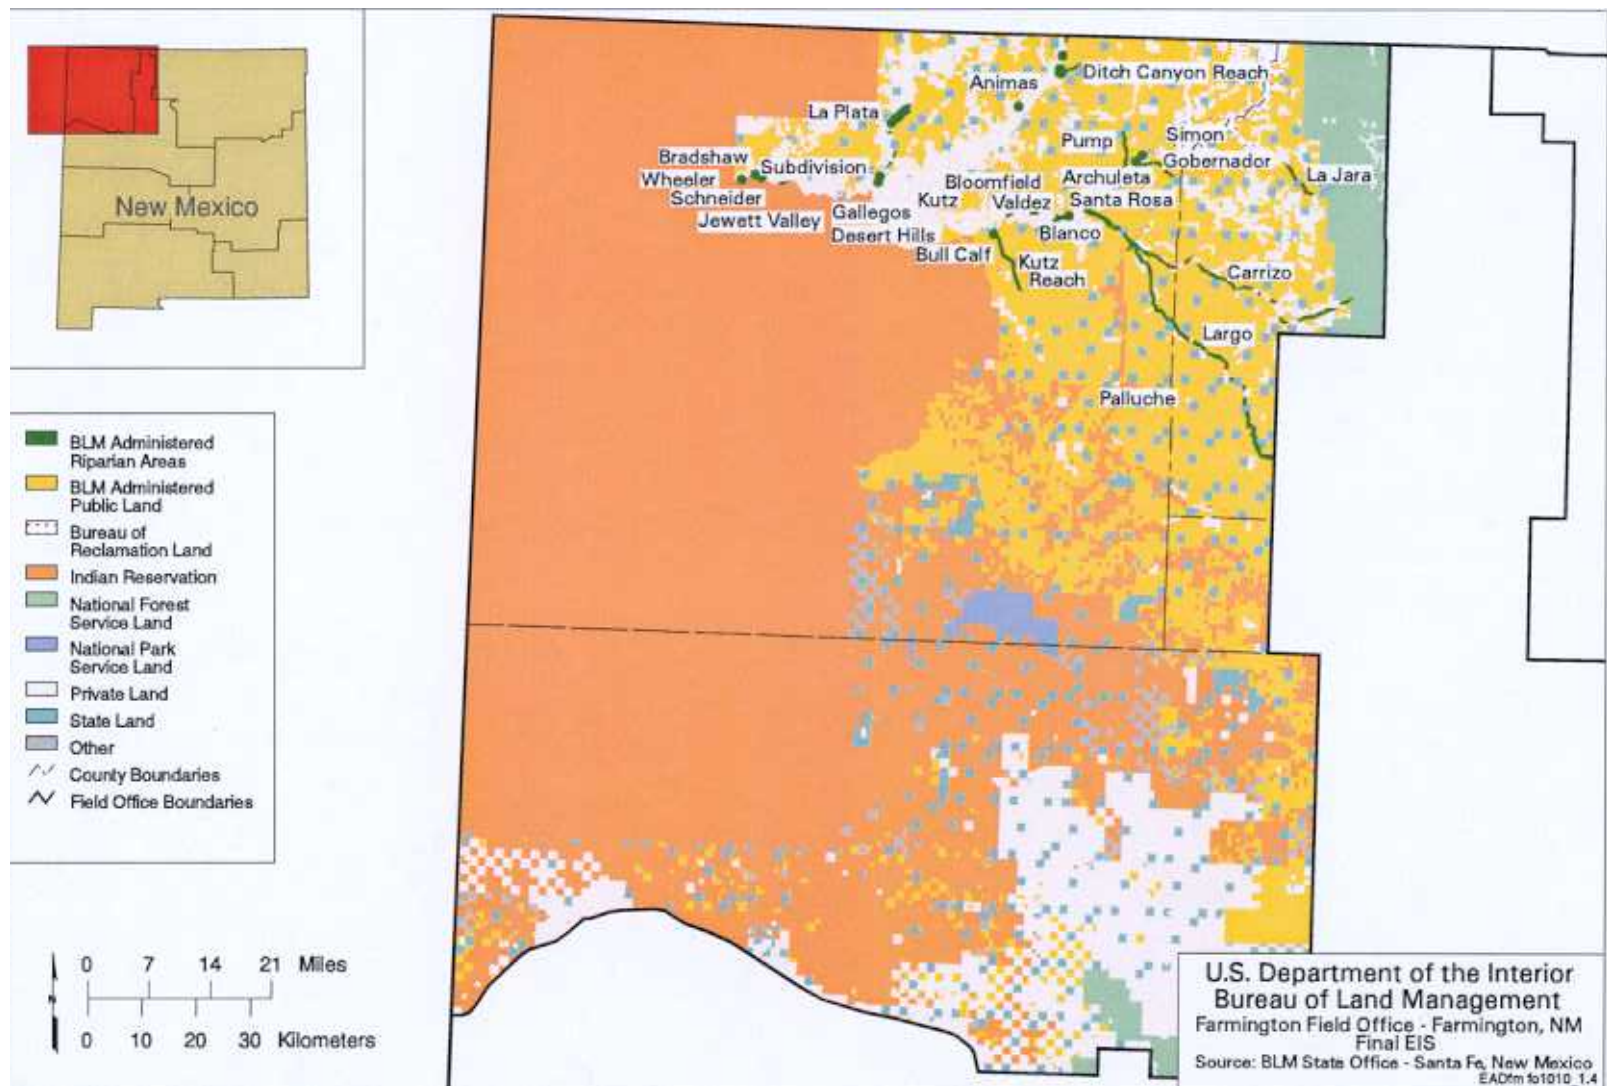 New Mexico
Ditch Canyon Reach
Animas
La Plata
Pump
Simon
Bradshaw
Subdivision
Gobernador
Wheeler
Bloomfield
Archuleta
La Jara
Schneider
Kutz
Valdez
Santa Rosa
Jewett Valley
Gallegos
Desert Hills
Blanco
Bull Calf
Kutz
Reach
Carrizo
Largo
Palluche
BLM Administered
Riparian Areas
BLM Administered
Public Land
Bureau of
Reclamation Land
Indian Reservation
National Forest
Service Land
National Park
Service Land
Private Land
State Land
Other
County Boundaries
Field Office Boundaries
N
0 7 14 21 Miles
0 10 20 30 Kilometers
U.S. Department of the Interior
Bureau of Land Management
Farmington Field Office - Farmington, NM
Final EIS
Source: BLM State Office - Santa Fe, New Mexico
EADfm fo1010 1.4